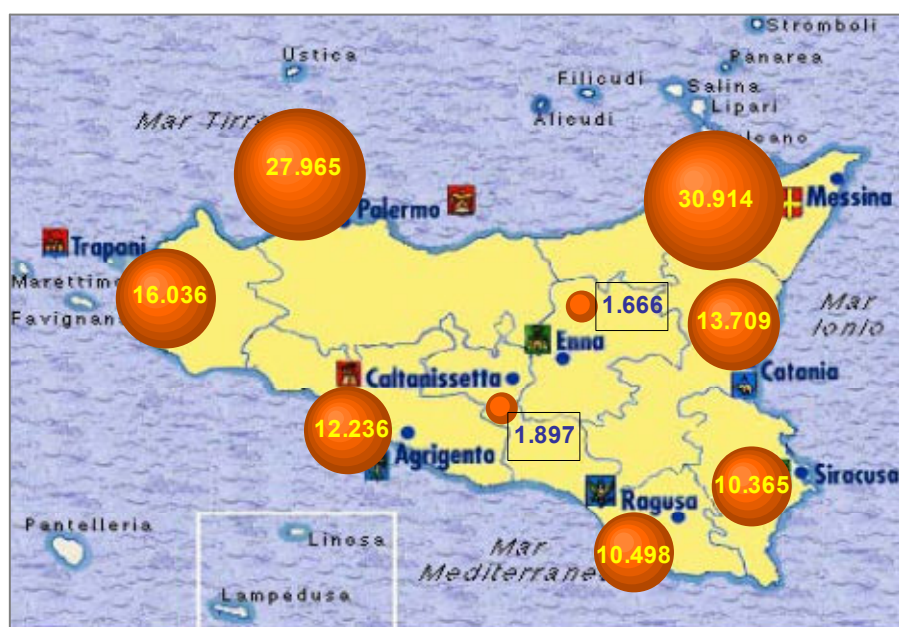 Stromboli
Ustica
Panarea
Filicudi
Salina
Lipari
Alicudi
Mar Tirr
27.965
30.914
Palermo
Messina
Trapani
Marettimo
16.036
Favignan
1.666
13.709
Mar
Ionio
Enna
Caltanissetta
Catania
12.236
1.897
Agrigento
10.365
Siracusa
Ragusa
Pantelleria
Linosa
Mar
Mediterrane
10.498
Lampedusa